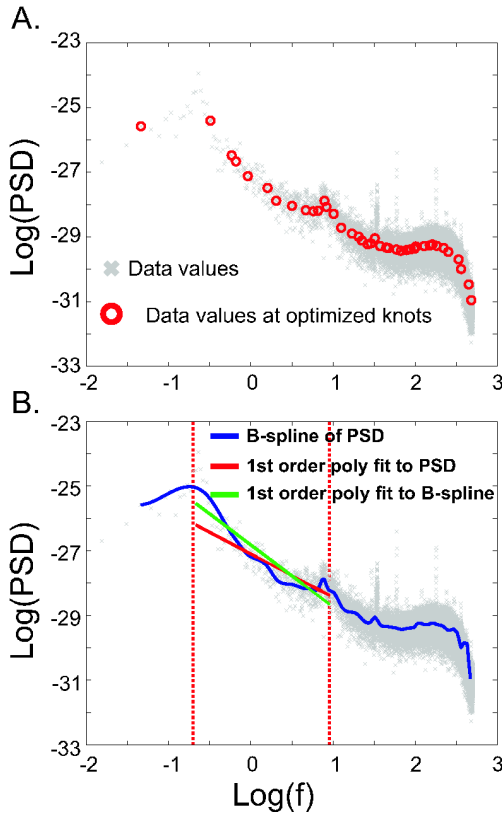 A.
-23
-25
-27
-29
-31
-33
Log(PSD)
Data values
Data values at optimized knots
-2 -1 0 1 2 3
B.
-23
-25
-27
-29
-31
-33
Log(PSD)
B-spline of PSD
1st order poly fit to PSD
1st order poly fit to B-spline
-2 -1 0 1 2 3
Log(f)